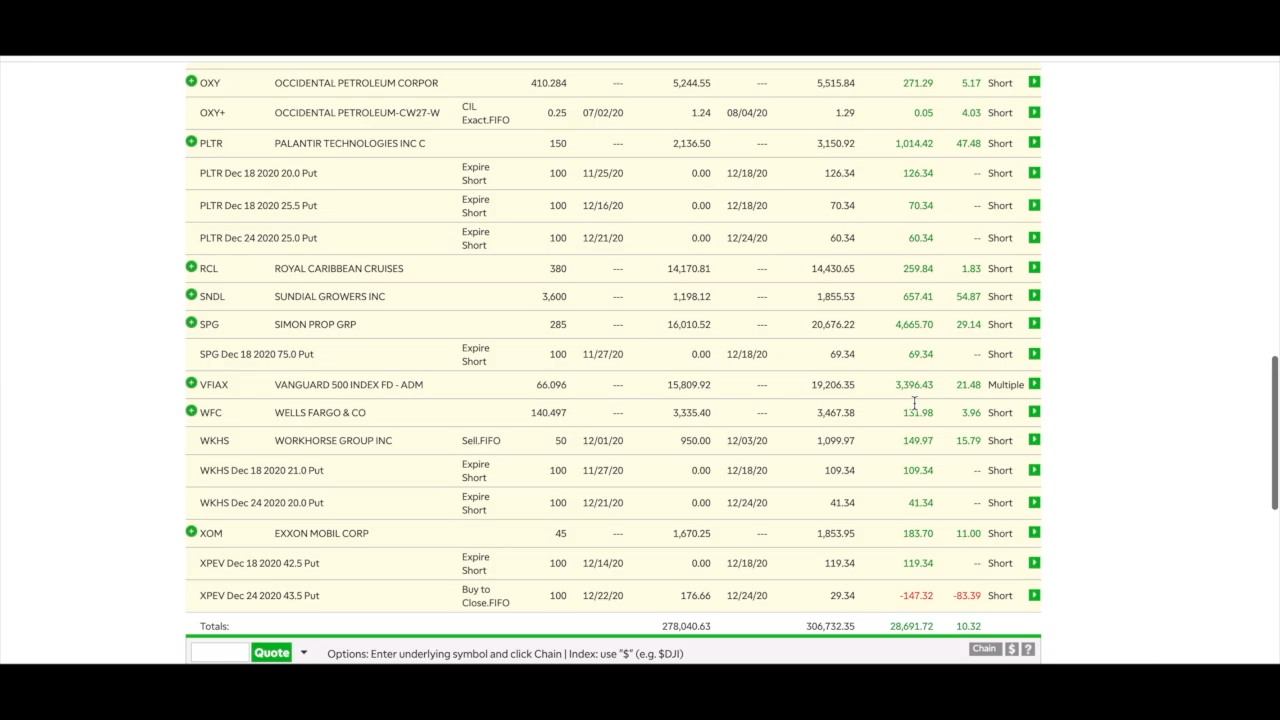 OXY OCCIDENTAL PETROLEUM CORPOR 410.284 --- 5,244.55 --- 5,515.84 271.29 5.17 Short
OXY+ OCCIDENTAL PETROLEUM-CW27-W CIL Exact.FIFO 0.25 07/02/20 1.24 08/04/20 1.29 0.05 4.03 Short
PLTR PALANTIR TECHNOLOGIES INC C 150 --- 2,136.50 --- 3,150.92 1,014.42 47.48 Short
PLTR Dec 18 2020 20.0 Put Expire Short 100 11/25/20 0.00 12/18/20 126.34 126.34 -- Short
PLTR Dec 18 2020 25.5 Put Expire Short 100 12/16/20 0.00 12/18/20 70.34 70.34 -- Short
PLTR Dec 24 2020 25.0 Put Expire Short 100 12/21/20 0.00 12/24/20 60.34 60.34 -- Short
RCL ROYAL CARIBBEAN CRUISES 380 --- 14,170.81 --- 14,430.65 259.84 1.83 Short
SNDL SUNDIAL GROWERS INC 3,600 --- 1,198.12 --- 1,855.53 657.41 54.87 Short
SPG SIMON PROP GRP 285 --- 16,010.52 --- 20,676.22 4,665.70 29.14 Short
SPG Dec 18 2020 75.0 Put Expire Short 100 11/27/20 0.00 12/18/20 69.34 69.34 -- Short
VFIAX VANGUARD 500 INDEX FD - ADM 66.096 --- 15,809.92 --- 19,206.35 3,396.43 21.48 Multiple
WFC WELLS FARGO & CO 140.497 --- 3,335.40 --- 3,467.38 131.98 3.96 Short
WKHS WORKHORSE GROUP INC Sell.FIFO 50 12/01/20 950.00 12/03/20 1,099.97 149.97 15.79 Short
WKHS Dec 18 2020 21.0 Put Expire Short 100 11/27/20 0.00 12/18/20 109.34 109.34 -- Short
WKHS Dec 24 2020 20.0 Put Expire Short 100 12/21/20 0.00 12/24/20 41.34 41.34 -- Short
XOM EXXON MOBIL CORP 45 --- 1,670.25 --- 1,853.95 183.70 11.00 Short
XPEV Dec 18 2020 42.5 Put Expire Short 100 12/14/20 0.00 12/18/20 119.34 119.34 -- Short
XPEV Dec 24 2020 43.5 Put Buy to Close.FIFO 100 12/22/20 176.66 12/24/20 29.34 -147.32 -83.39 Short
Totals: 278,040.63 306,732.35 28,691.72 10.32
Quote Options: Enter underlying symbol and click Chain | Index: use "$" (e.g. $DJI) Chain $ ?